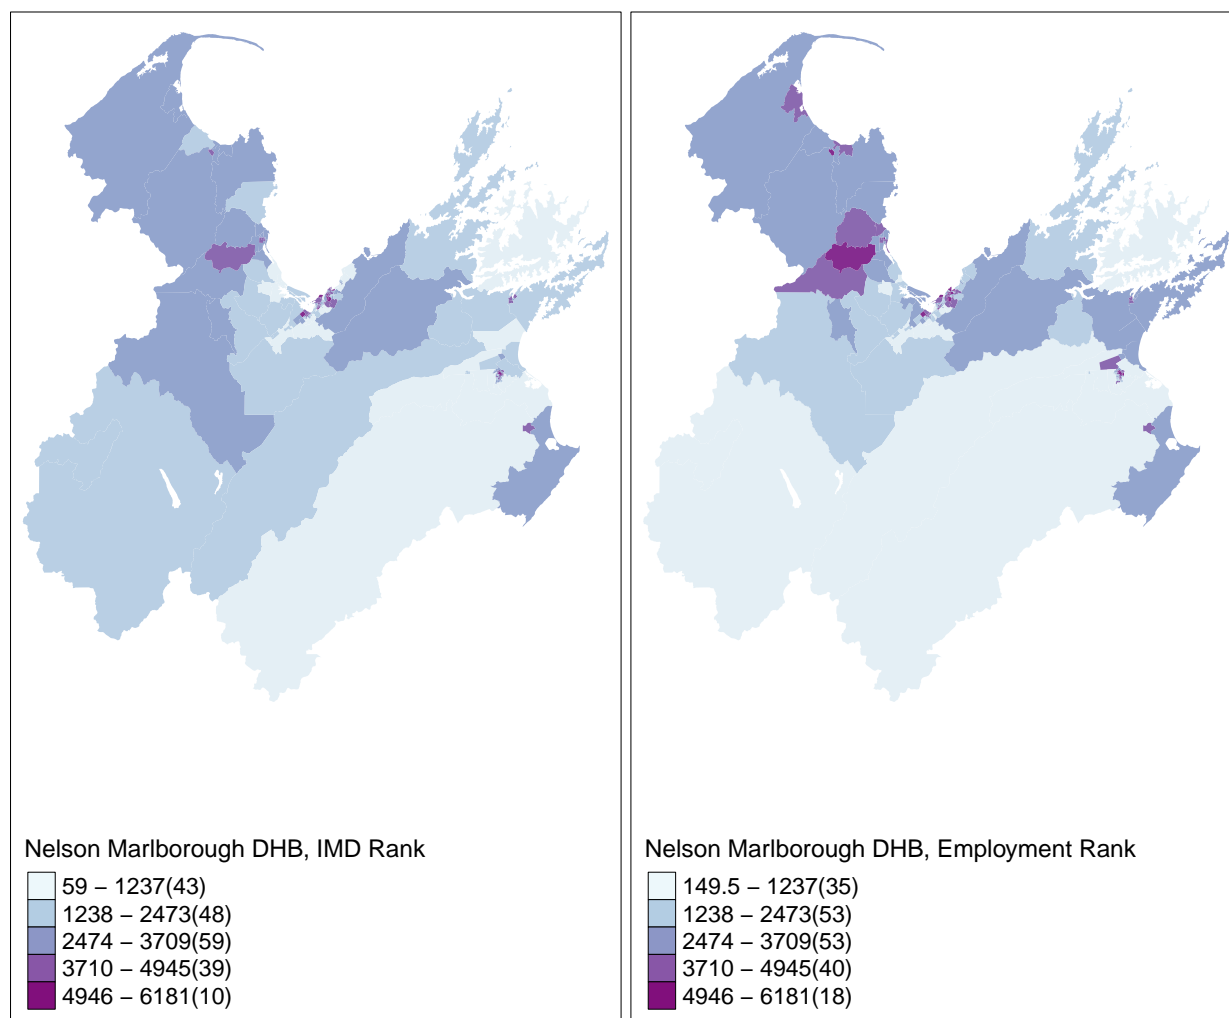 Nelson Marlborough DHB, IMD Rank
59 – 1237(43)
1238 – 2473(48)
2474 – 3709(59)
3710 – 4945(39)
4946 – 6181(10)
Nelson Marlborough DHB, Employment Rank
149.5 – 1237(35)
1238 – 2473(53)
2474 – 3709(53)
3710 – 4945(40)
4946 – 6181(18)